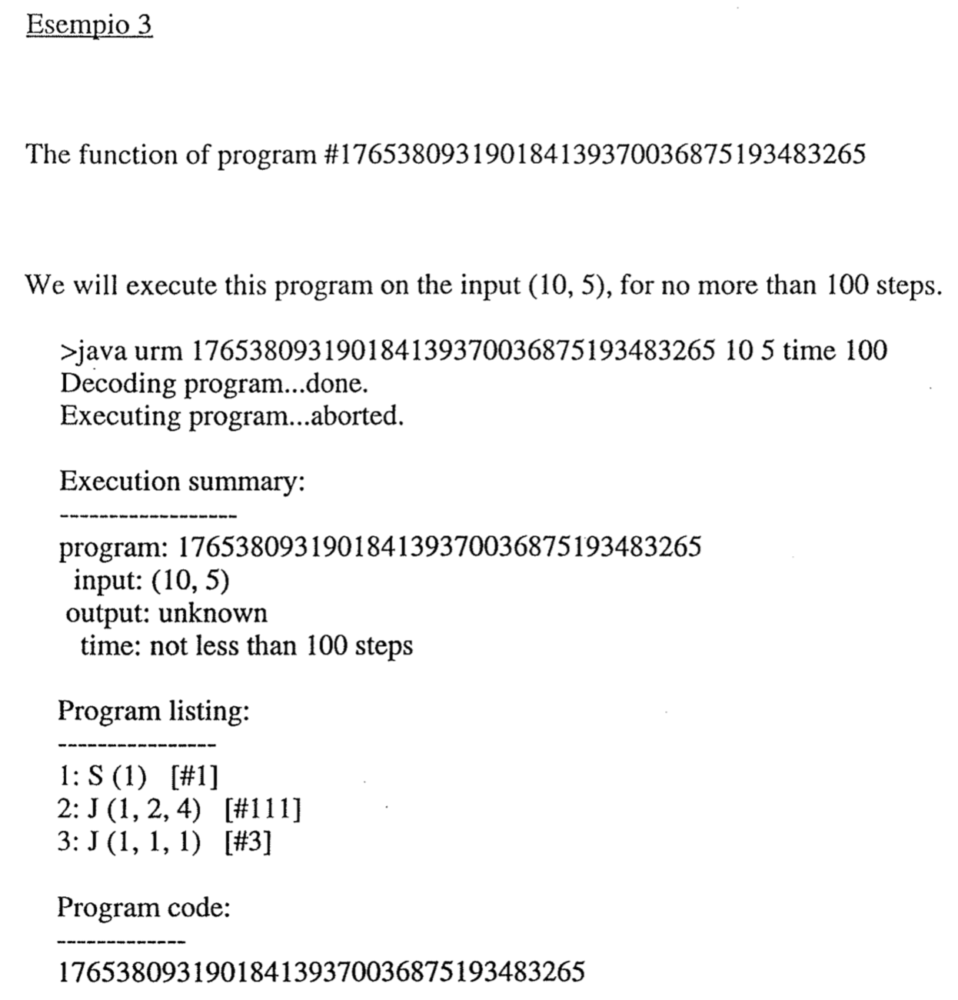 Esempio 3
The function of program #176538093190184139370036875193483265
We will execute this program on the input (10, 5), for no more than 100 steps.
>java urm 176538093190184139370036875193483265 10 5 time 100
Decoding program...done.
Executing program...aborted.
Execution summary:
------------------
program: 176538093190184139370036875193483265
input: (10, 5)
output: unknown
time: not less than 100 steps
Program listing:
----------------
1: S (1) [#1]
2: J (1, 2, 4) [#111]
3: J (1, 1, 1) [#3]
Program code:
-------------
176538093190184139370036875193483265